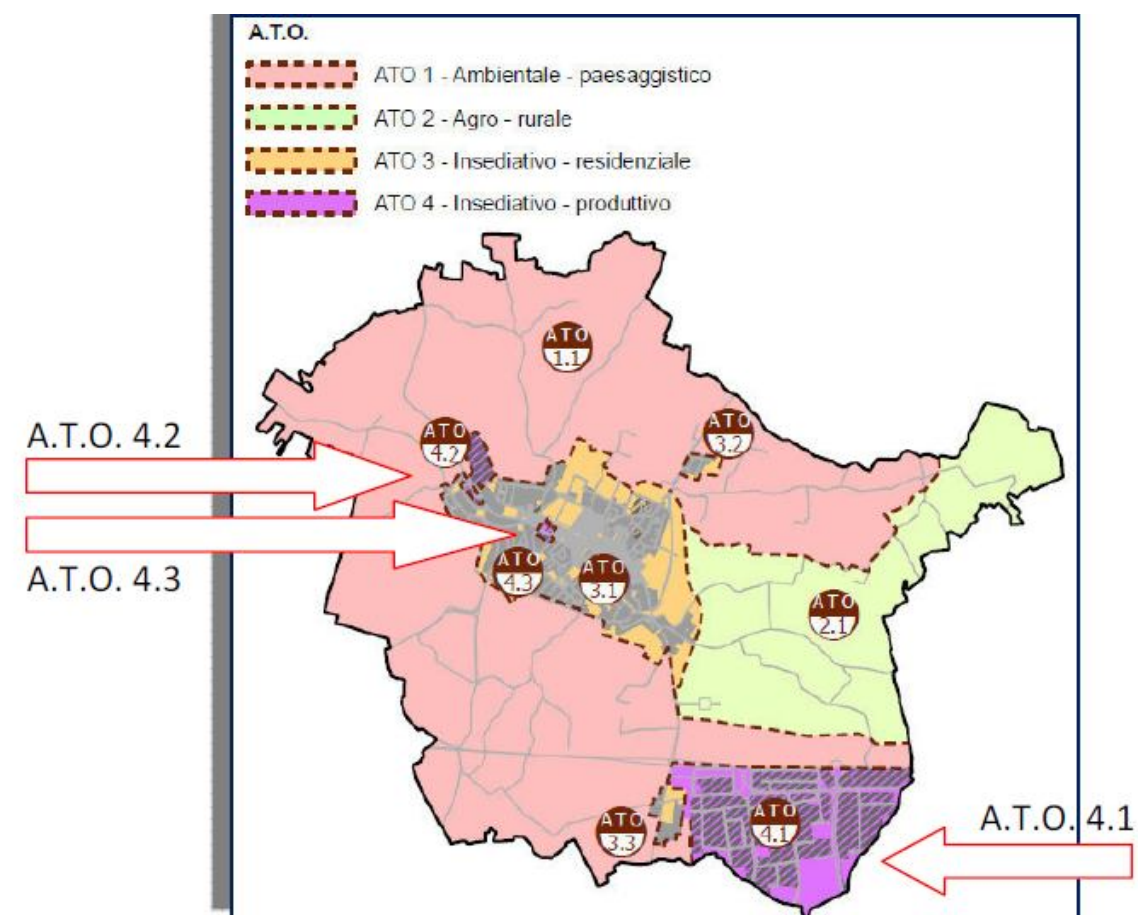 A.T.O.
ATO 1 - Ambientale - paesaggistico
ATO 2 - Agro - rurale
ATO 3 - Insediativo - residenziale
ATO 4 - Insediativo - produttivo
ATO
1.1
ATO
3.2
ATO
4.2
A.T.O. 4.2
A.T.O. 4.3
ATO
4.3
ATO
3.1
ATO
2.1
ATO
3.3
ATO
4.1
A.T.O. 4.1